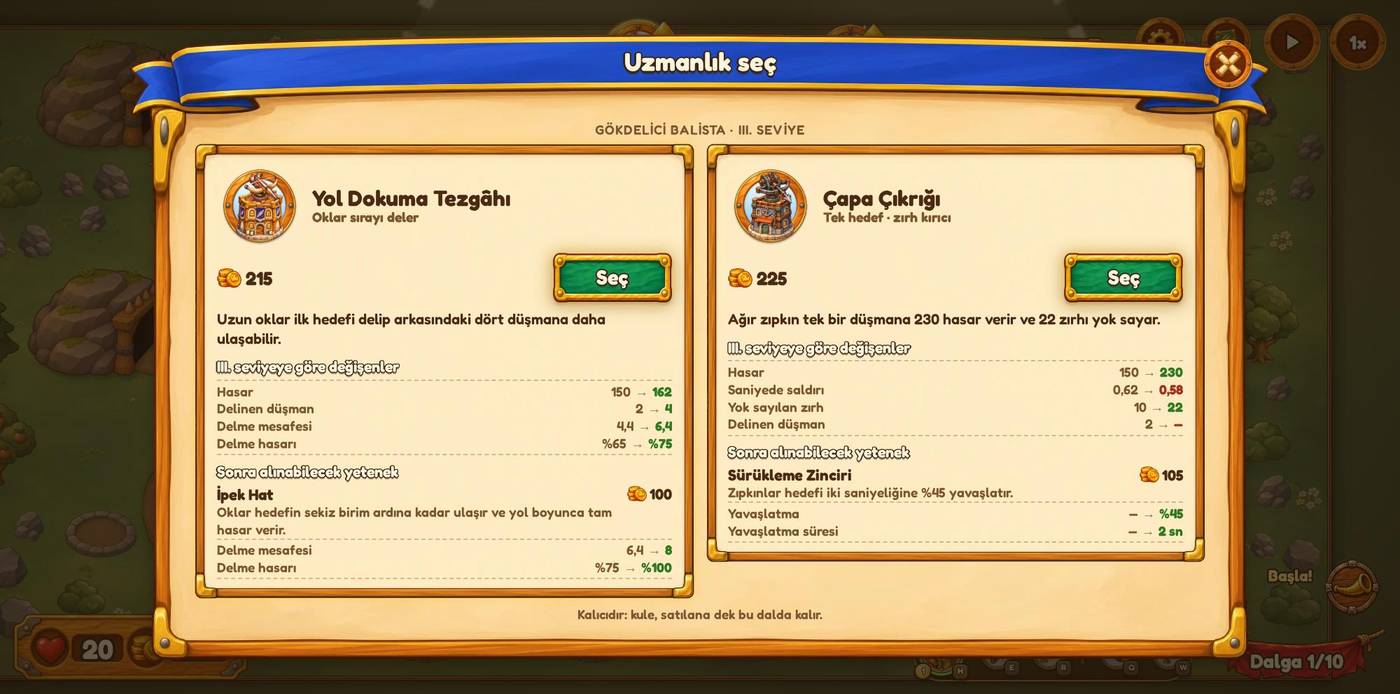 Uzmanlık seç
1x
GÖKDELİCİ BALİSTA · III. SEVİYE
Yol Dokuma Tezgâhı
Oklar sırayı deler
215
Seç
Uzun oklar ilk hedefi delip arkasındaki dört düşmana daha
ulaşabilir.
III. seviyeye göre değişenler
Hasar 150 → 162
Delinen düşman 2 → 4
Delme mesafesi 4,4 → 6,4
Delme hasarı %65 → %75
Sonra alınabilecek yetenek
İpek Hat 100
Oklar hedefin sekiz birim ardına kadar ulaşır ve yol boyunca tam
hasar verir.
Delme mesafesi 6,4 → 8
Delme hasarı %75 → %100
Çapa Çıkrığı
Tek hedef · zırh kırıcı
225
Seç
Ağır zıpkın tek bir düşmana 230 hasar verir ve 22 zırhı yok sayar.
III. seviyeye göre değişenler
Hasar 150 → 230
Saniyede saldırı 0,62 → 0,58
Yok sayılan zırh 10 → 22
Delinen düşman 2 → –
Sonra alınabilecek yetenek
Sürükleme Zinciri 105
Zıpkınlar hedefi iki saniyeliğine %45 yavaşlatır.
Yavaşlatma – → %45
Yavaşlatma süresi – → 2 sn
Kalıcıdır: kule, satılana dek bu dalda kalır.
Başla!
20
H
E
R
Q
W
Dalga 1/10